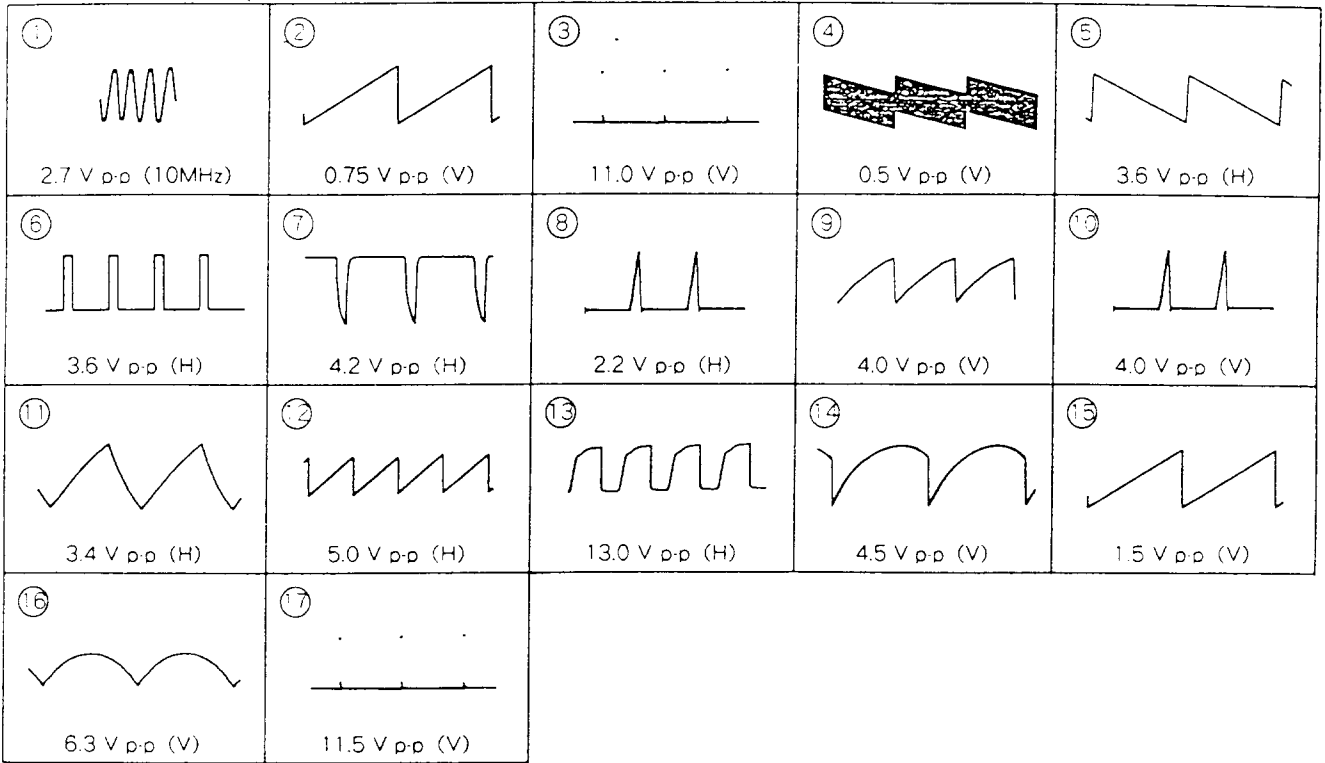 ① ② ③ ④ ⑤
2.7 V p-p (10MHz) 0.75 V p-p (V) 11.0 V p-p (V) 0.5 V p-p (V) 3.6 V p-p (H)
⑥ ⑦ ⑧ ⑨ ⑩
3.6 V p-p (H) 4.2 V p-p (H) 2.2 V p-p (H) 4.0 V p-p (V) 4.0 V p-p (V)
⑪ ⑫ ⑬ ⑭ ⑮
3.4 V p-p (H) 5.0 V p-p (H) 13.0 V p-p (H) 4.5 V p-p (V) 1.5 V p-p (V)
⑯ ⑰
6.3 V p-p (V) 11.5 V p-p (V)